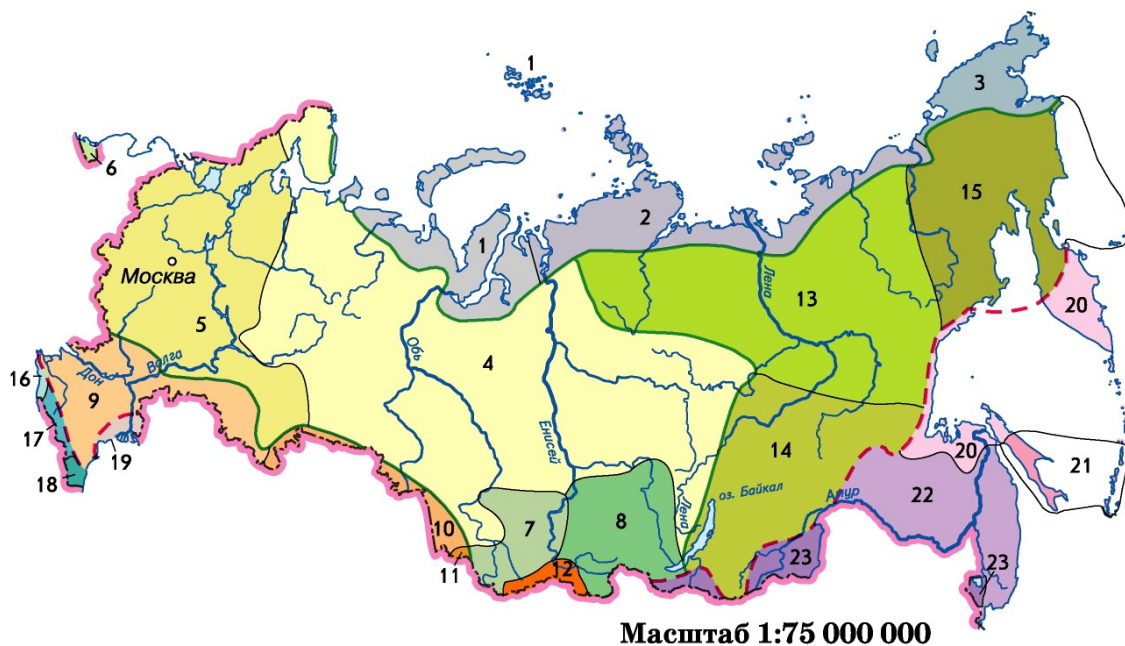 1
3
6
15
2
1
Москва
Лена
13
20
5
Обь
4
16
Дон
Волга
9
Енисей
17
19
14
20
21
18
Лена
оз. Байкал
Амур
22
10
7
8
11
12
23
23
Масштаб 1:75 000 000